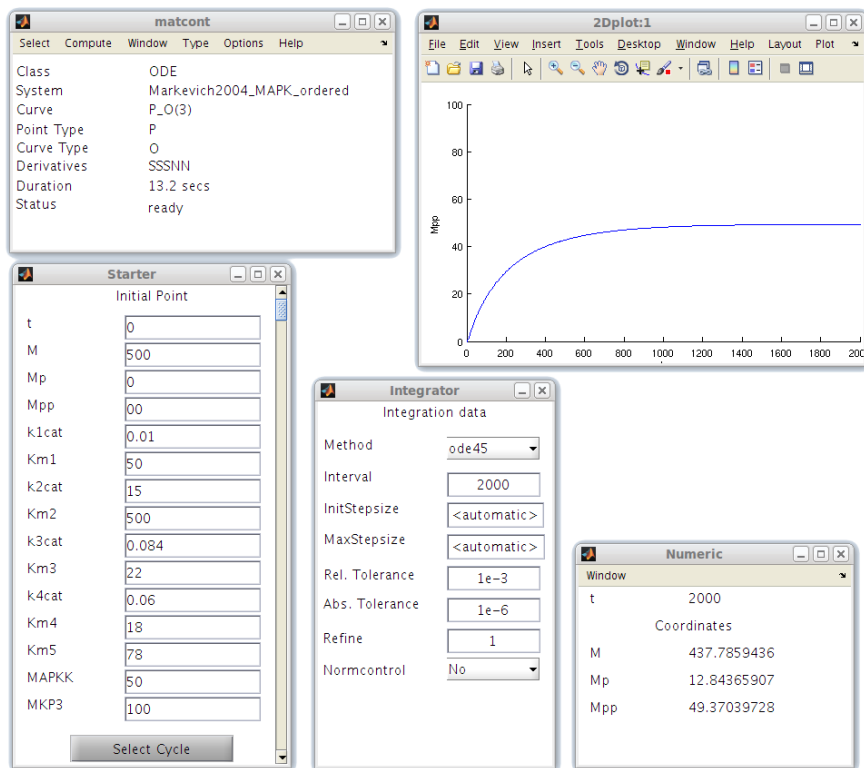 matcont
Select Compute Window Type Options Help
Class ODE
System Markevich2004_MAPK_ordered
Curve P_O(3)
Point Type P
Curve Type O
Derivatives SSSNN
Duration 13.2 secs
Status ready
2Dplot:1
File Edit View Insert Tools Desktop Window Help Layout Plot
100
80
60
40
20
0
Mpp
0 200 400 600 800 1000 1200 1400 1600 1800 200
Starter
Initial Point
t 0
M 500
Mp 0
Mpp 00
k1cat 0.01
Km1 50
k2cat 15
Km2 500
k3cat 0.084
Km3 22
k4cat 0.06
Km4 18
Km5 78
MAPKK 50
MKP3 100
Select Cycle
Integrator
Integration data
Method ode45
Interval 2000
InitStepsize <automatic>
MaxStepsize <automatic>
Rel. Tolerance 1e-3
Abs. Tolerance 1e-6
Refine 1
Normcontrol No
Numeric
Window
t 2000
Coordinates
M 437.7859436
Mp 12.84365907
Mpp 49.37039728